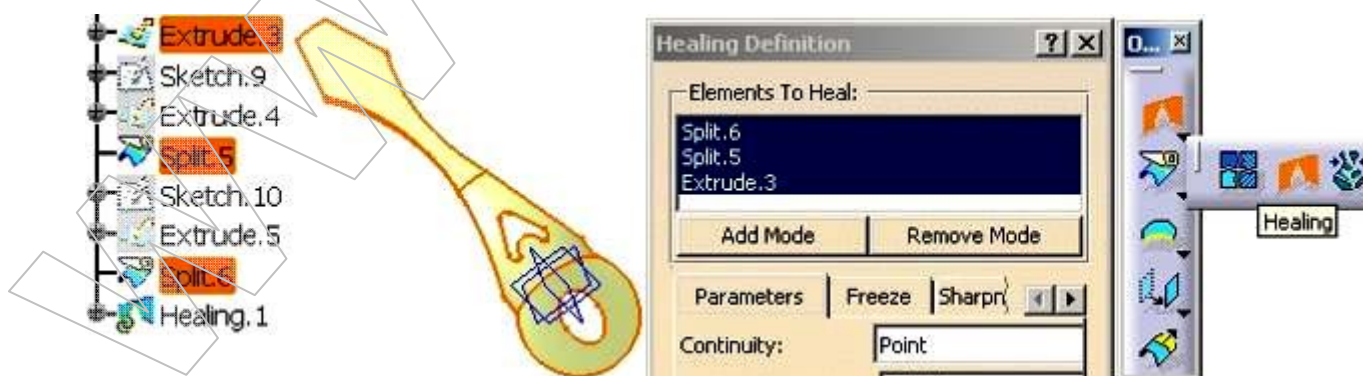 Extrude.3
Sketch.9
Extrude.4
Split.5
Sketch.10
Extrude.5
Split.6
Healing.1
Healing Definition
Elements To Heal:
Split.6
Split.5
Extrude.3
Add Mode Remove Mode
Parameters Freeze Sharpn
Continuity: Point
O...
Healing